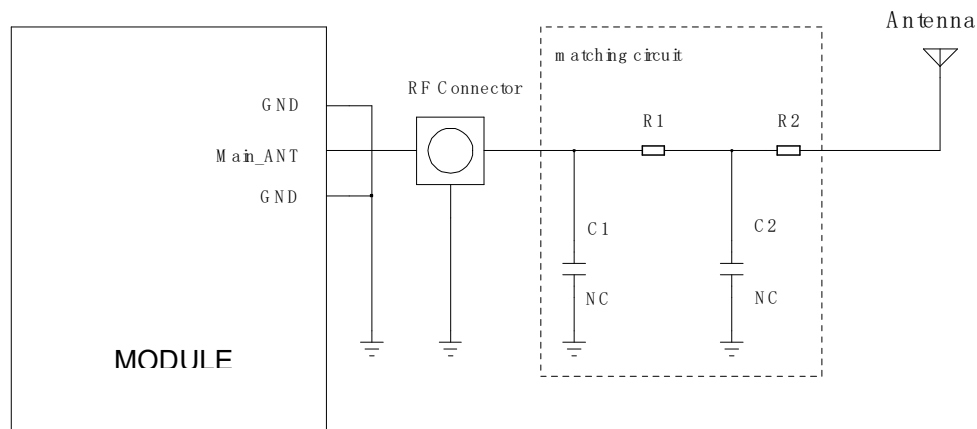 Antenna
matching circuit
RF Connector
GND
R1
R2
Main_ANT
GND
C1
C2
NC
NC
MODULE